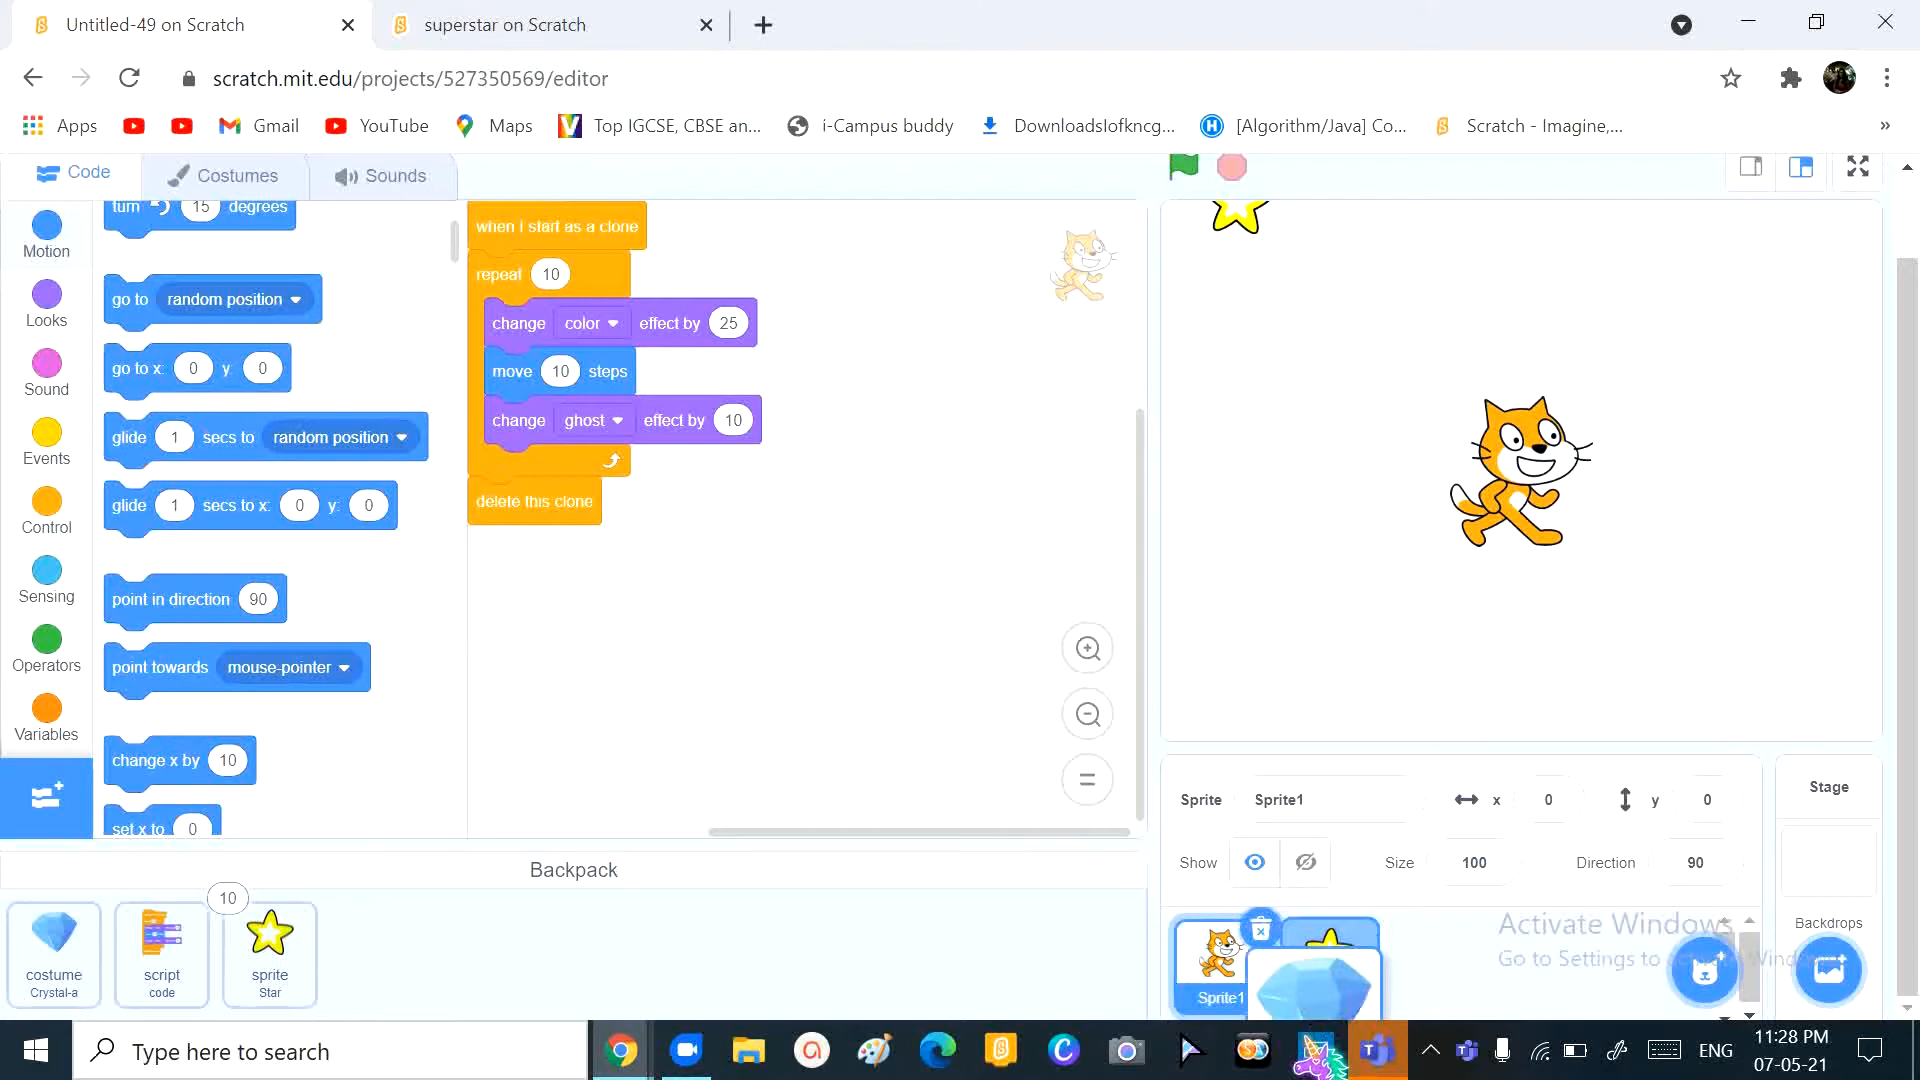 Untitled-49 on Scratch
superstar on Scratch
scratch.mit.edu/projects/527350569/editor
Apps
Gmail
YouTube
Maps
Top IGCSE, CBSE an...
i-Campus buddy
DownloadsIofkncg...
[Algorithm/Java] Co...
Scratch - Imagine,...
»
Code
Costumes
Sounds
Motion
Looks
Sound
Events
Control
Sensing
Operators
Variables
turn 15 degrees
go to random position
go to x: 0 y: 0
glide 1 secs to random position
glide 1 secs to x: 0 y: 0
point in direction 90
point towards mouse-pointer
change x by 10
set x to 0
when I start as a clone
repeat 10
change color effect by 25
move 10 steps
change ghost effect by 10
delete this clone
Sprite Sprite1 x 0 y 0
Show Size 100 Direction 90
Stage
Backdrops
Sprite1
Backpack
10
costume
Crystal-a
script
code
sprite
Star
Activate Windows
Go to Settings to
Type here to search
ENG
11:28 PM
07-05-21